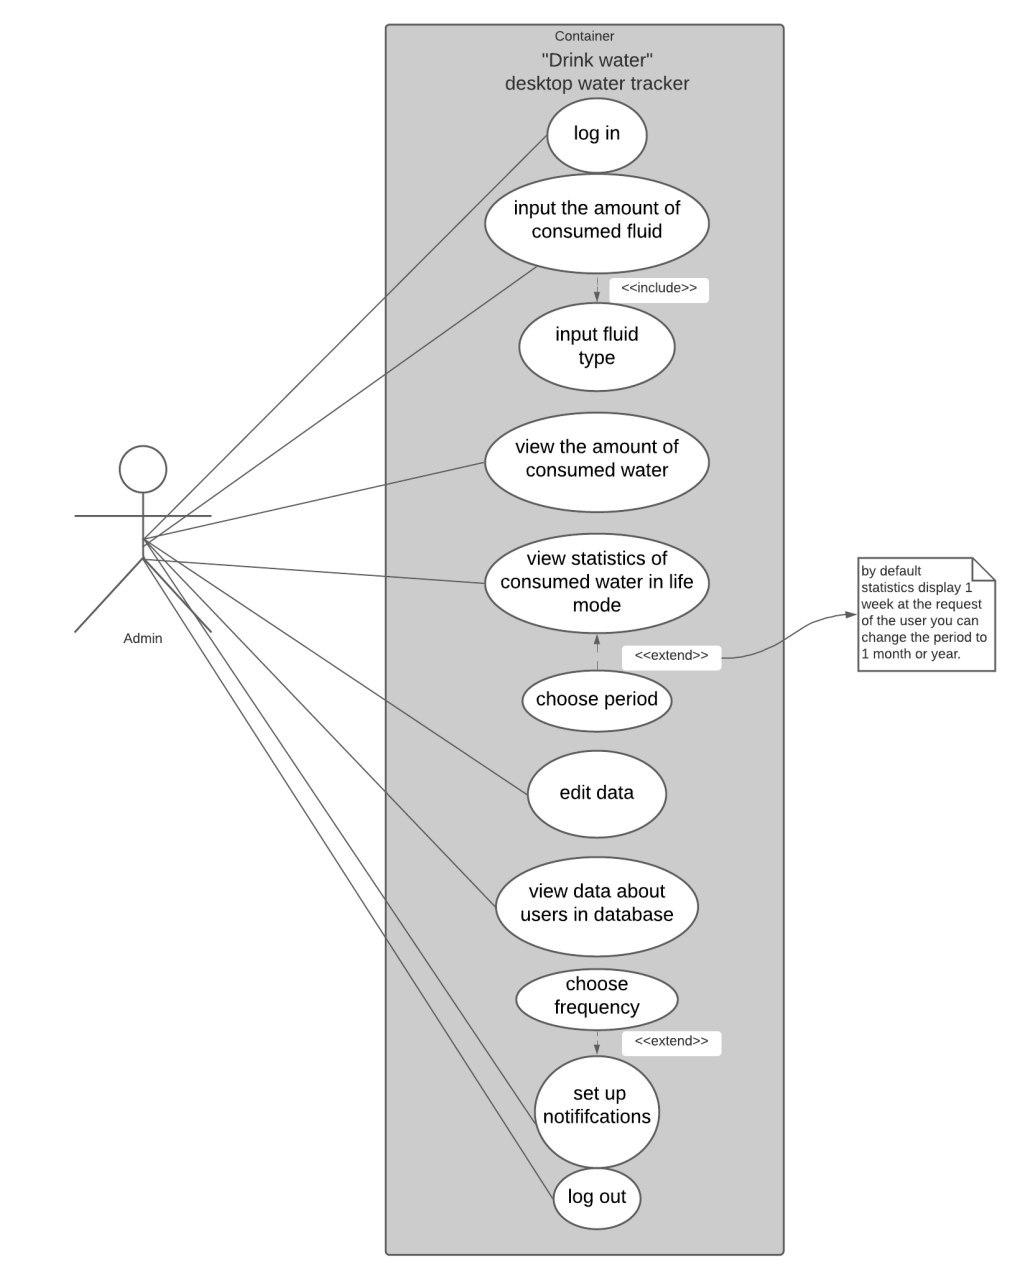 Container
"Drink water"
desktop water tracker
log in
input the amount of
consumed fluid
<<include>>
input fluid
type
view the amount of
consumed water
view statistics of
consumed water in life
mode
<<extend>>
choose period
by default
statistics display 1
week at the request
of the user you can
change the period to
1 month or year.
Admin
edit data
view data about
users in database
choose
frequency
<<extend>>
set up
notififcations
log out